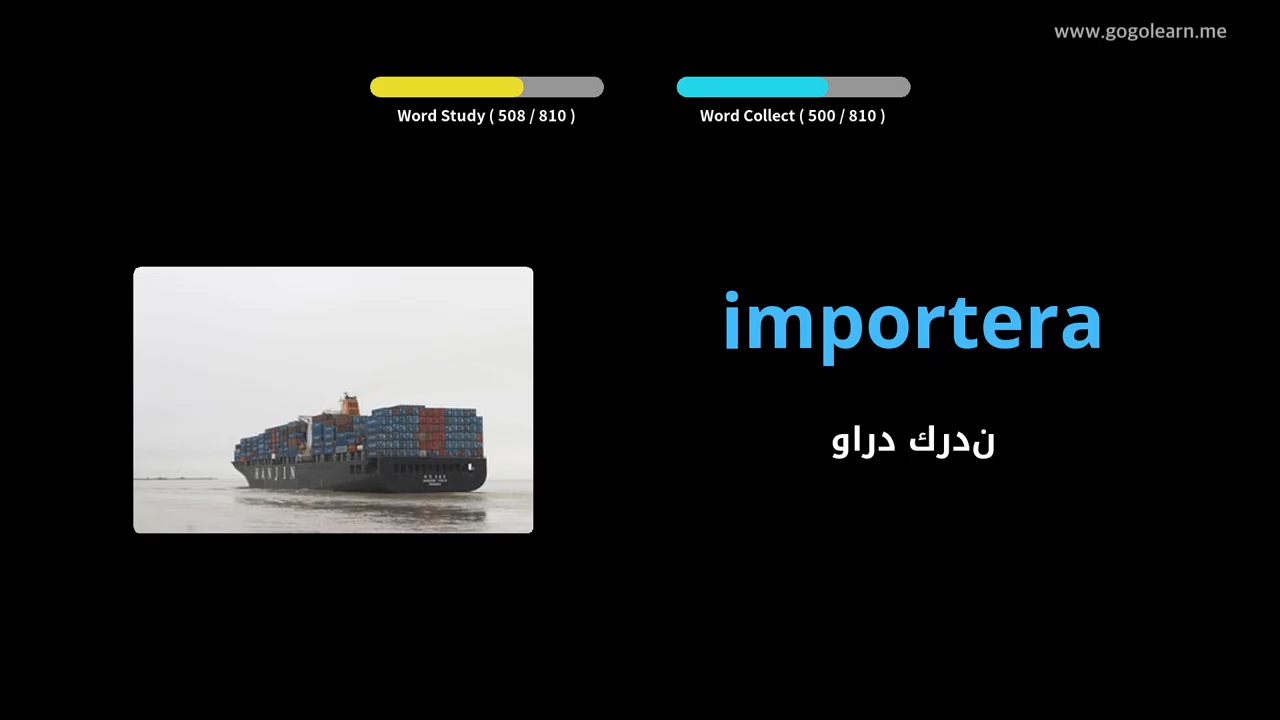 www.gogolearn.me
Word Study ( 508 / 810 )
Word Collect ( 500 / 810 )
importera
ندرك دراو
HANJIN